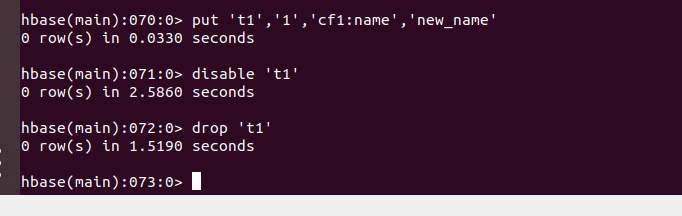 hbase(main):070:0> put 't1','1','cf1:name','new_name'
0 row(s) in 0.0330 seconds
hbase(main):071:0> disable 't1'
0 row(s) in 2.5860 seconds
hbase(main):072:0> drop 't1'
0 row(s) in 1.5190 seconds
hbase(main):073:0>